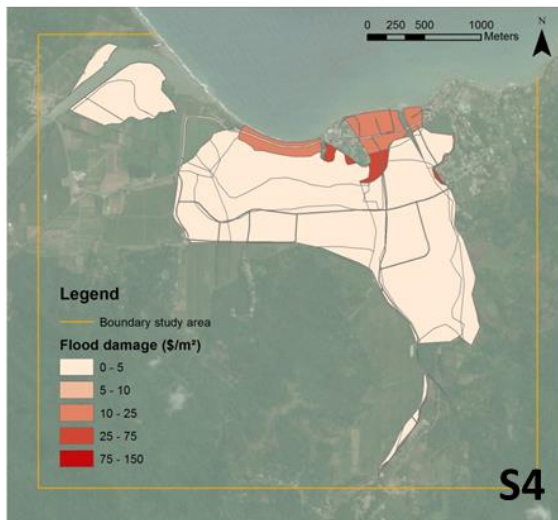 0 250 500 1000
Meters
N
Legend
Boundary study area
Flood damage ($/m²)
0 - 5
5 - 10
10 - 25
25 - 75
75 - 150
S4